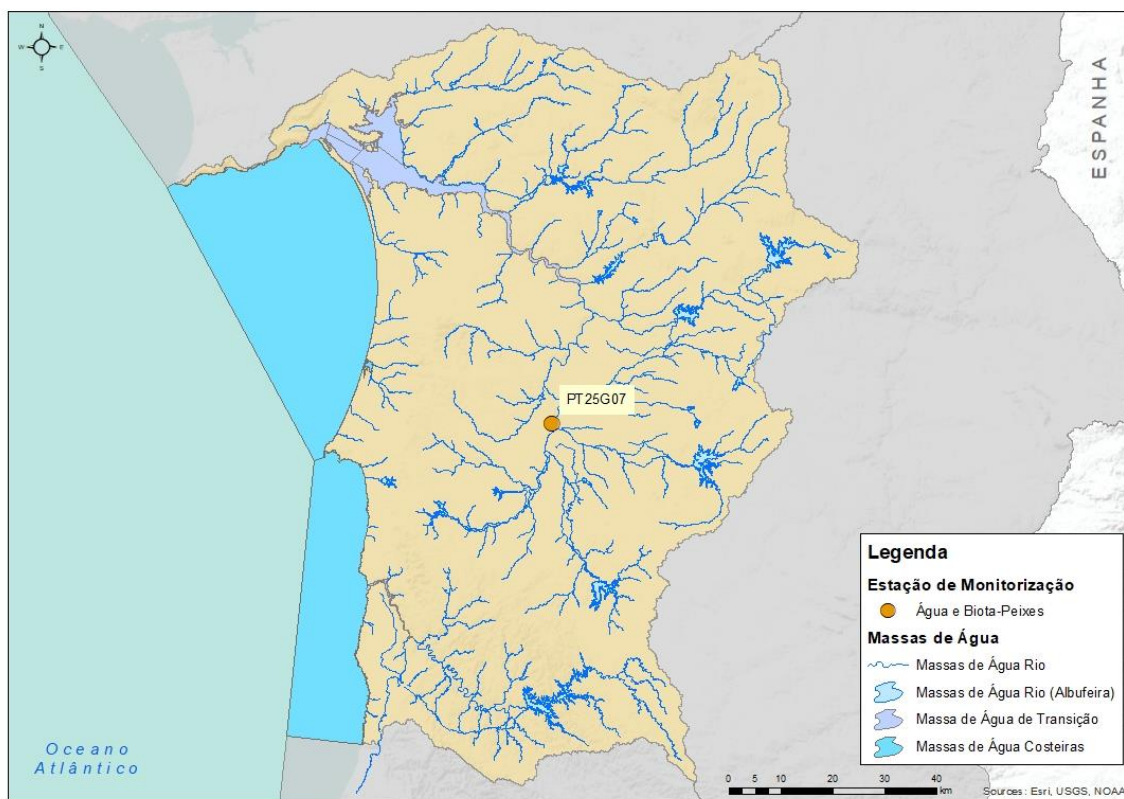 N
W E
S
ESPANHA
PT25G07
Legenda
Estação de Monitorização
Água e Biota-Peixes
Massas de Água
Massas de Água Rio
Massas de Água Rio (Albufeira)
Massa de Água de Transição
Massas de Água Costeiras
Oceano
Atlântico
0 5 10 20 30 40
km
Sources: Esri, USGS, NOAA